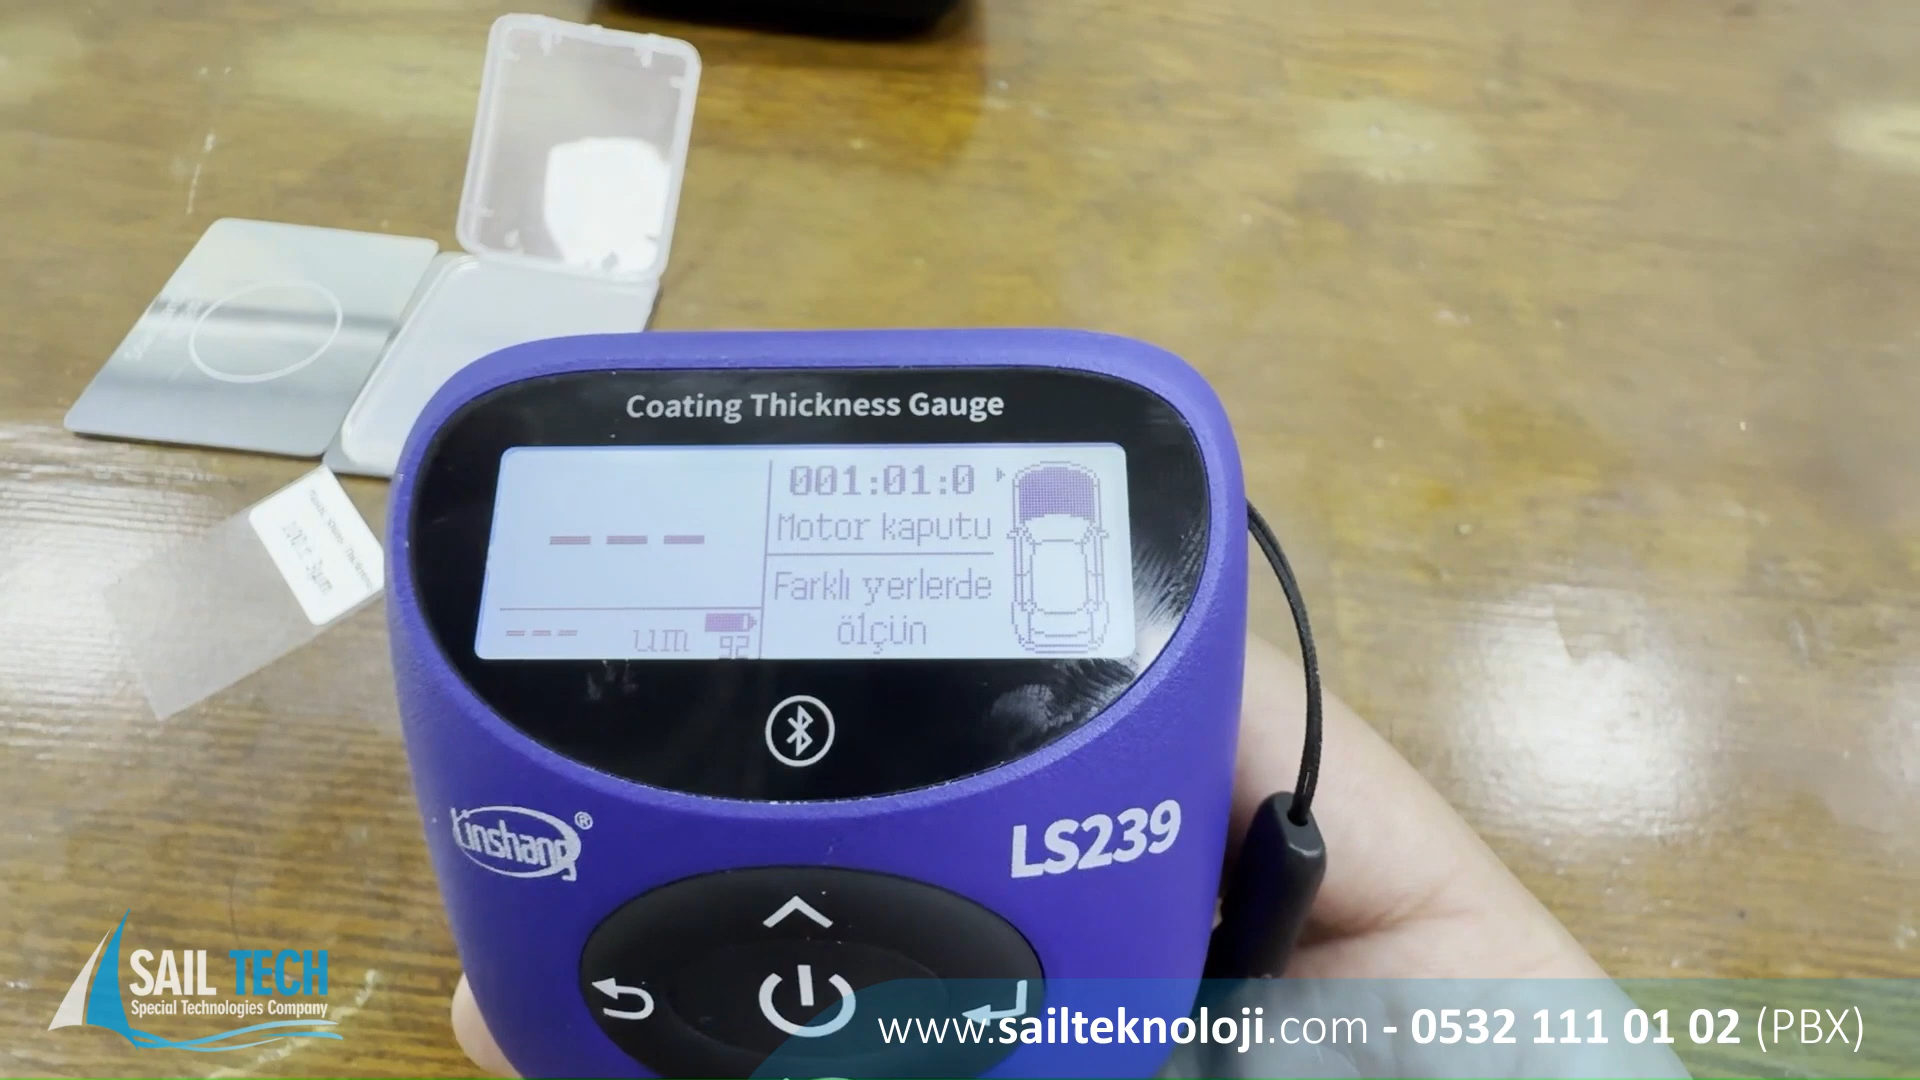 Coating Thickness Gauge
001:01:0
Motor kaputu
Farklı yerlerde
ölçün
--- 
--- um 92
Linshang®
LS239
SAIL TECH
Special Technologies Company
www.sailteknoloji.com - 0532 111 01 02 (PBX)